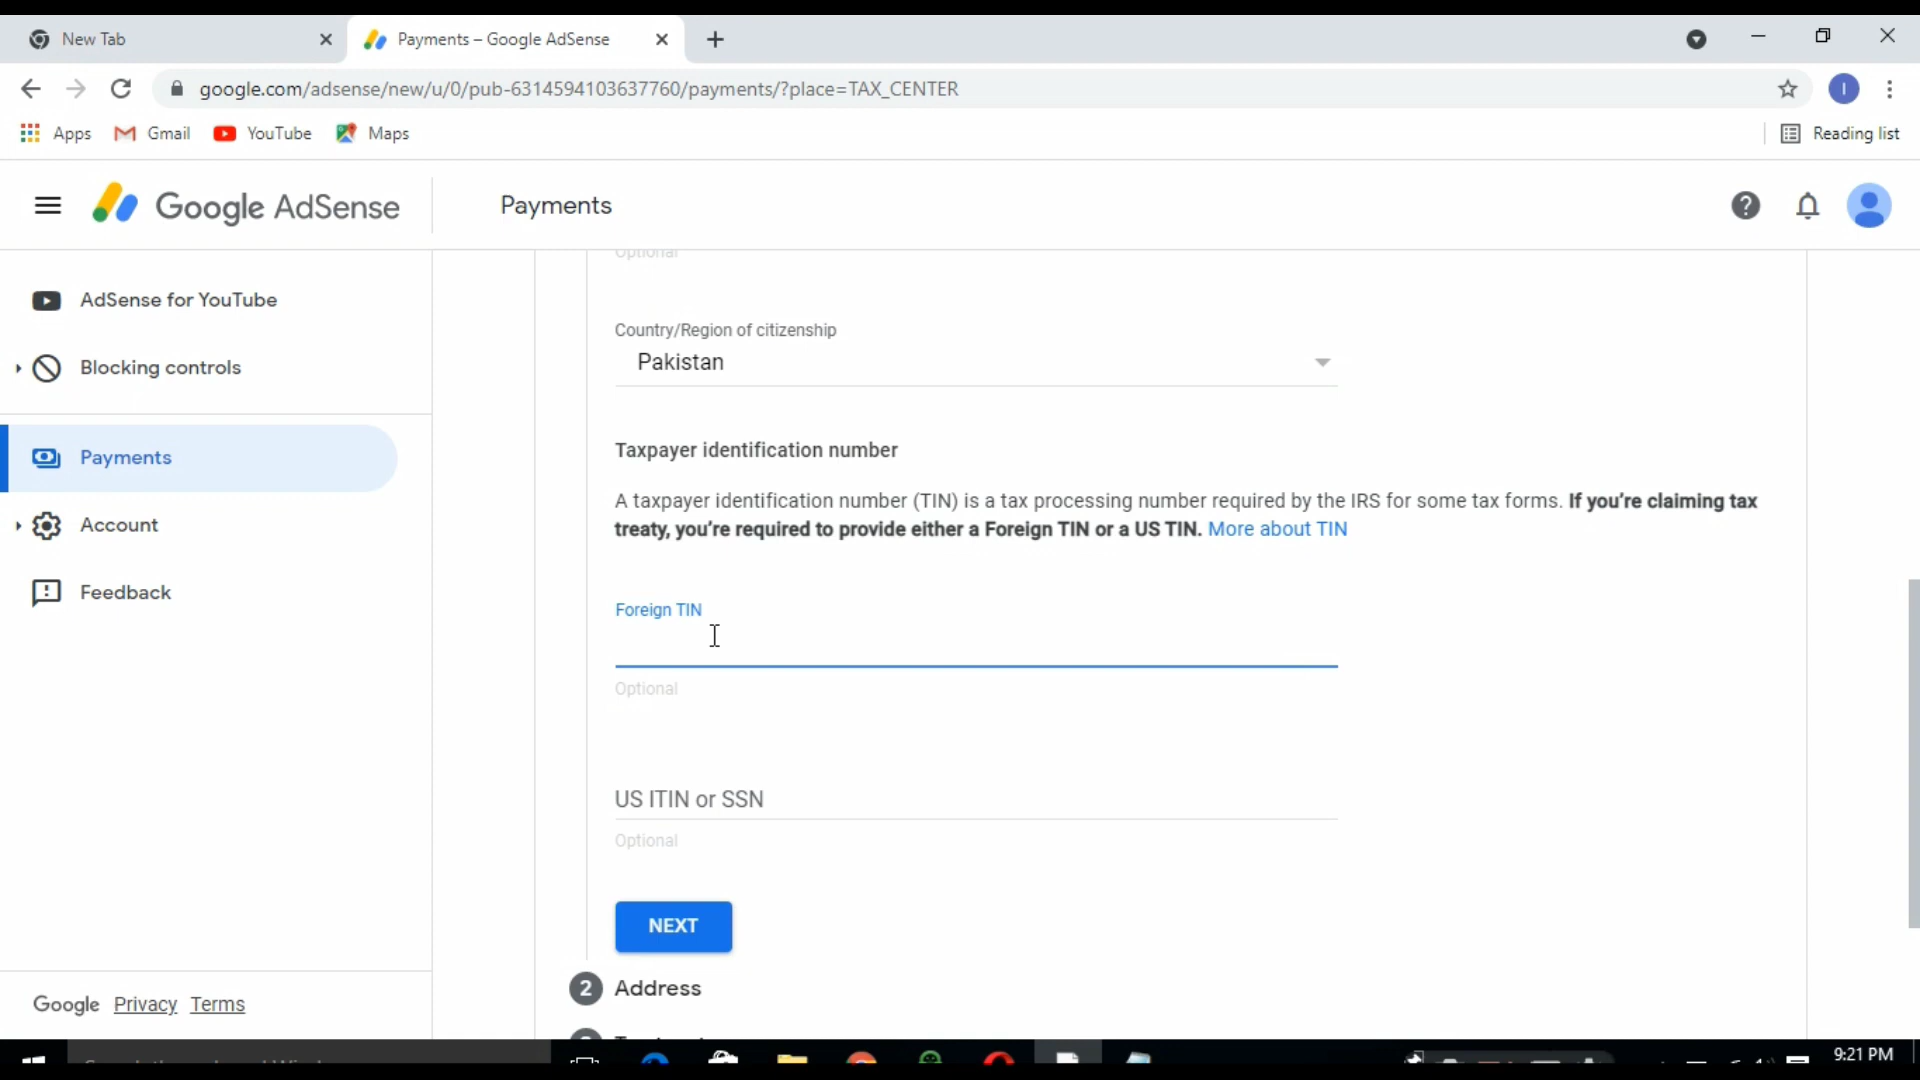 New Tab
Payments – Google AdSense
google.com/adsense/new/u/0/pub-6314594103637760/payments/?place=TAX_CENTER
Apps
Gmail
YouTube
Maps
Reading list
Google AdSense
Payments
AdSense for YouTube
Blocking controls
Payments
Account
Feedback
Google Privacy Terms
Optional
Country/Region of citizenship
Pakistan
Taxpayer identification number
A taxpayer identification number (TIN) is a tax processing number required by the IRS for some tax forms. If you're claiming tax
treaty, you're required to provide either a Foreign TIN or a US TIN. More about TIN
Foreign TIN
Optional
US ITIN or SSN
Optional
NEXT
2 Address
9:21 PM